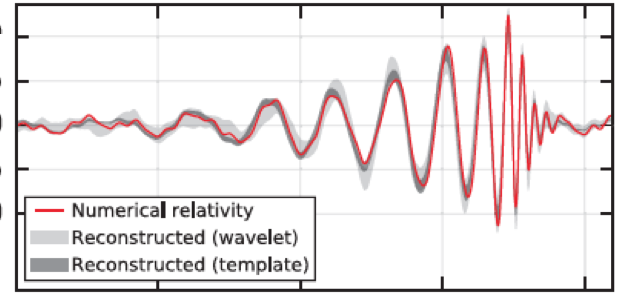 Numerical relativity
Reconstructed (wavelet)
Reconstructed (template)